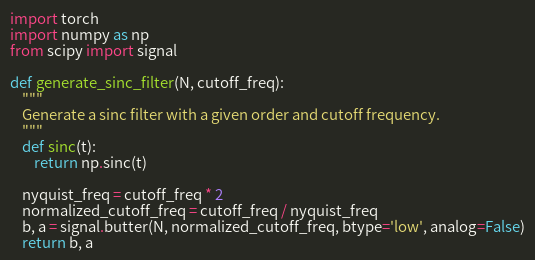 import torch
import numpy as np
from scipy import signal

def generate_sinc_filter(N, cutoff_freq):
    """
    Generate a sinc filter with a given order and cutoff frequency.
    """
    def sinc(t):
        return np.sinc(t)

    nyquist_freq = cutoff_freq * 2
    normalized_cutoff_freq = cutoff_freq / nyquist_freq
    b, a = signal.butter(N, normalized_cutoff_freq, btype='low', analog=False)
    return b, a